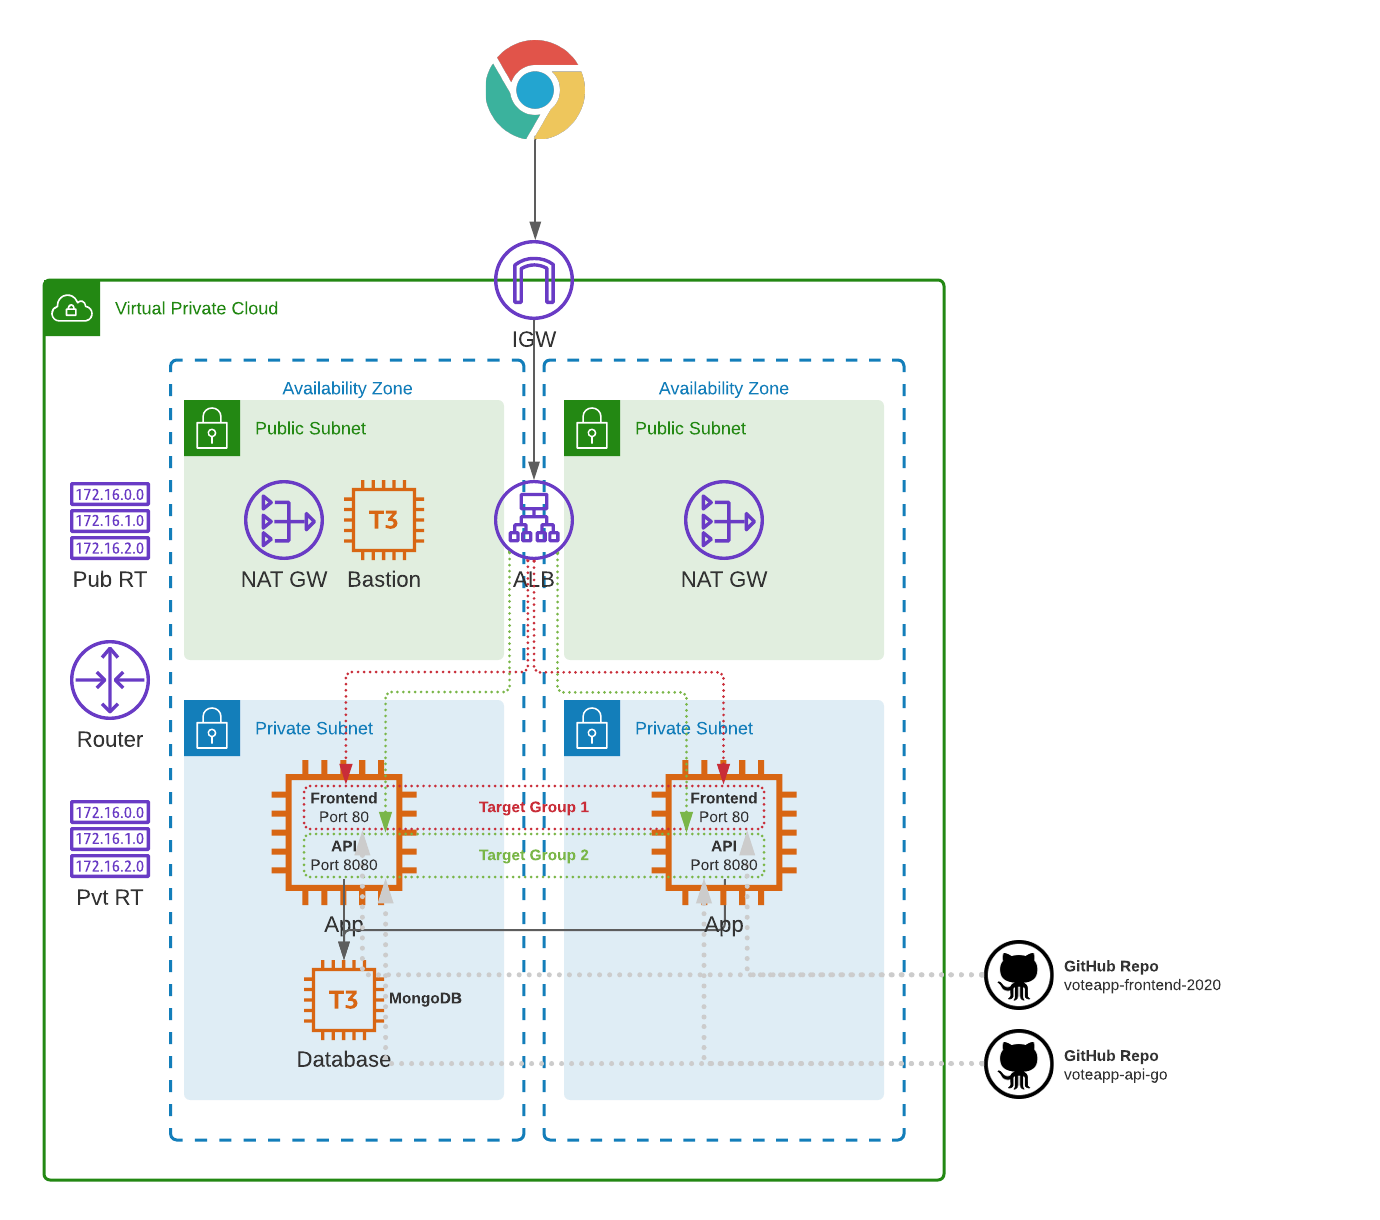 IGW
Virtual Private Cloud
Availability Zone
Availability Zone
Public Subnet
Public Subnet
172.16.0.0
172.16.1.0
172.16.2.0
Pub RT
T3
NAT GW
Bastion
ALB
NAT GW
Router
Private Subnet
Private Subnet
Frontend
Port 80
Target Group 1
Frontend
Port 80
API
Port 8080
Target Group 2
API
Port 8080
172.16.0.0
172.16.1.0
172.16.2.0
Pvt RT
App
App
T3
MongoDB
Database
GitHub Repo
voteapp-frontend-2020
GitHub Repo
voteapp-api-go